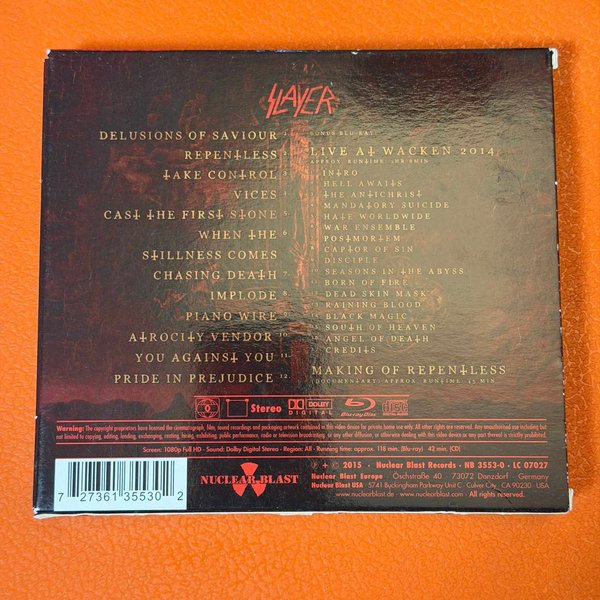 SLAYER
DELUSIONS OF SAVIOUR 1.
REPENTLESS 2.
TAKE CONTROL 3.
VICES 4.
CAST THE FIRST STONE 5.
WHEN THE 6.
STILLNESS COMES
CHASING DEATH 7.
IMPLODE 8.
PIANO WIRE 9.
ATROCITY VENDOR 10.
YOU AGAINST YOU 11.
PRIDE IN PREJUDICE 12.
BONUS BLU-RAY
LIVE AT WACKEN 2014
APPROX. RUNTIME: 1HR 8MIN
INTRO
HELL AWAITS
THE ANTICHRIST
MANDATORY SUICIDE
HATE WORLDWIDE
WAR ENSEMBLE
POSTMORTEM
CAPTOR OF SIN
DISCIPLE
SEASONS IN THE ABYSS
BORN OF FIRE
DEAD SKIN MASK
RAINING BLOOD
BLACK MAGIC
SOUTH OF HEAVEN
ANGEL OF DEATH
CREDITS
MAKING OF REPENTLESS
DOCUMENTARY: APPROX. RUNTIME: 45 MIN
Stereo DOLBY DIGITAL Blu-ray Disc COMPACT disc DIGITAL AUDIO
Warning: The copyright proprietors have licensed the cinematograph, film, sound recordings and packaging artwork contained in this device for private home use only. Any unauthorised or unlawful use including but
not limited to copying, editing, lending, exchanging, renting, hiring, exhibiting, public performance, radio or television broadcasting or any other diffusion, or otherwise dealing with this device or any part thereof is strictly prohibited.
Screen: 1080p Full HD - Sound: Dolby Digital Stereo - Region: All - Running time: approx. 118 min. (Blu-ray) 42 min. (CD)
7 27361 35530 2
NUCLEAR BLAST
℗ + © 2015 · Nuclear Blast Records · NB 3553-0 · LC 07027
Nuclear Blast Europe · Oeschstraße 40 · 73072 Donzdorf · Germany
Nuclear Blast USA · 5741 Buckingham Parkway Unit C · Culver City · CA 90230 · USA
www.nuclearblast.de · www.nuclearblast.com · All rights reserved.